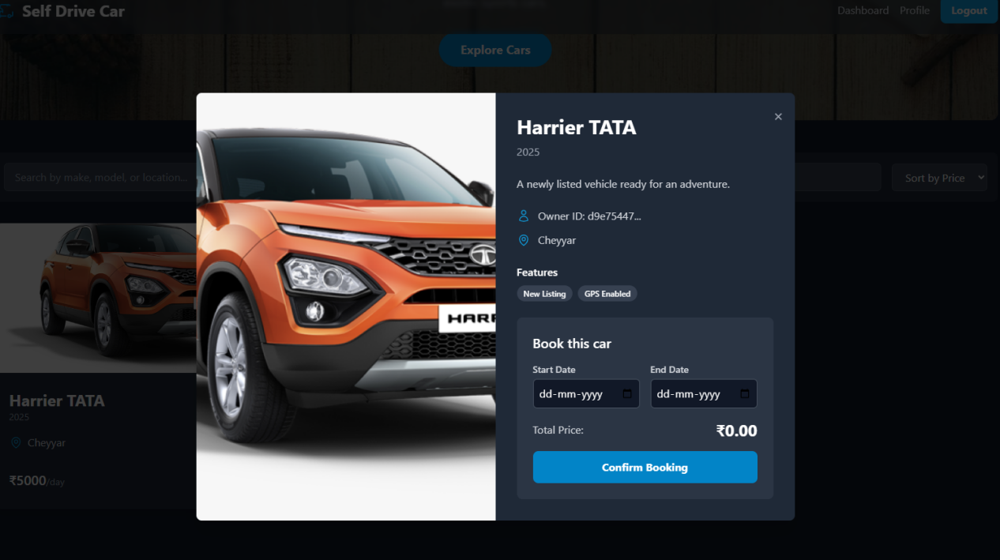 Self Drive Car
Dashboard
Profile
Logout
Explore Cars
Search by make, model, or location...
Sort by Price
Harrier TATA
2025
Cheyyar
₹5000/day
HARR
Harrier TATA
2025
A newly listed vehicle ready for an adventure.
Owner ID: d9e75447...
Cheyyar
Features
New Listing
GPS Enabled
Book this car
Start Date
End Date
dd-mm-yyyy
dd-mm-yyyy
Total Price:
₹0.00
Confirm Booking